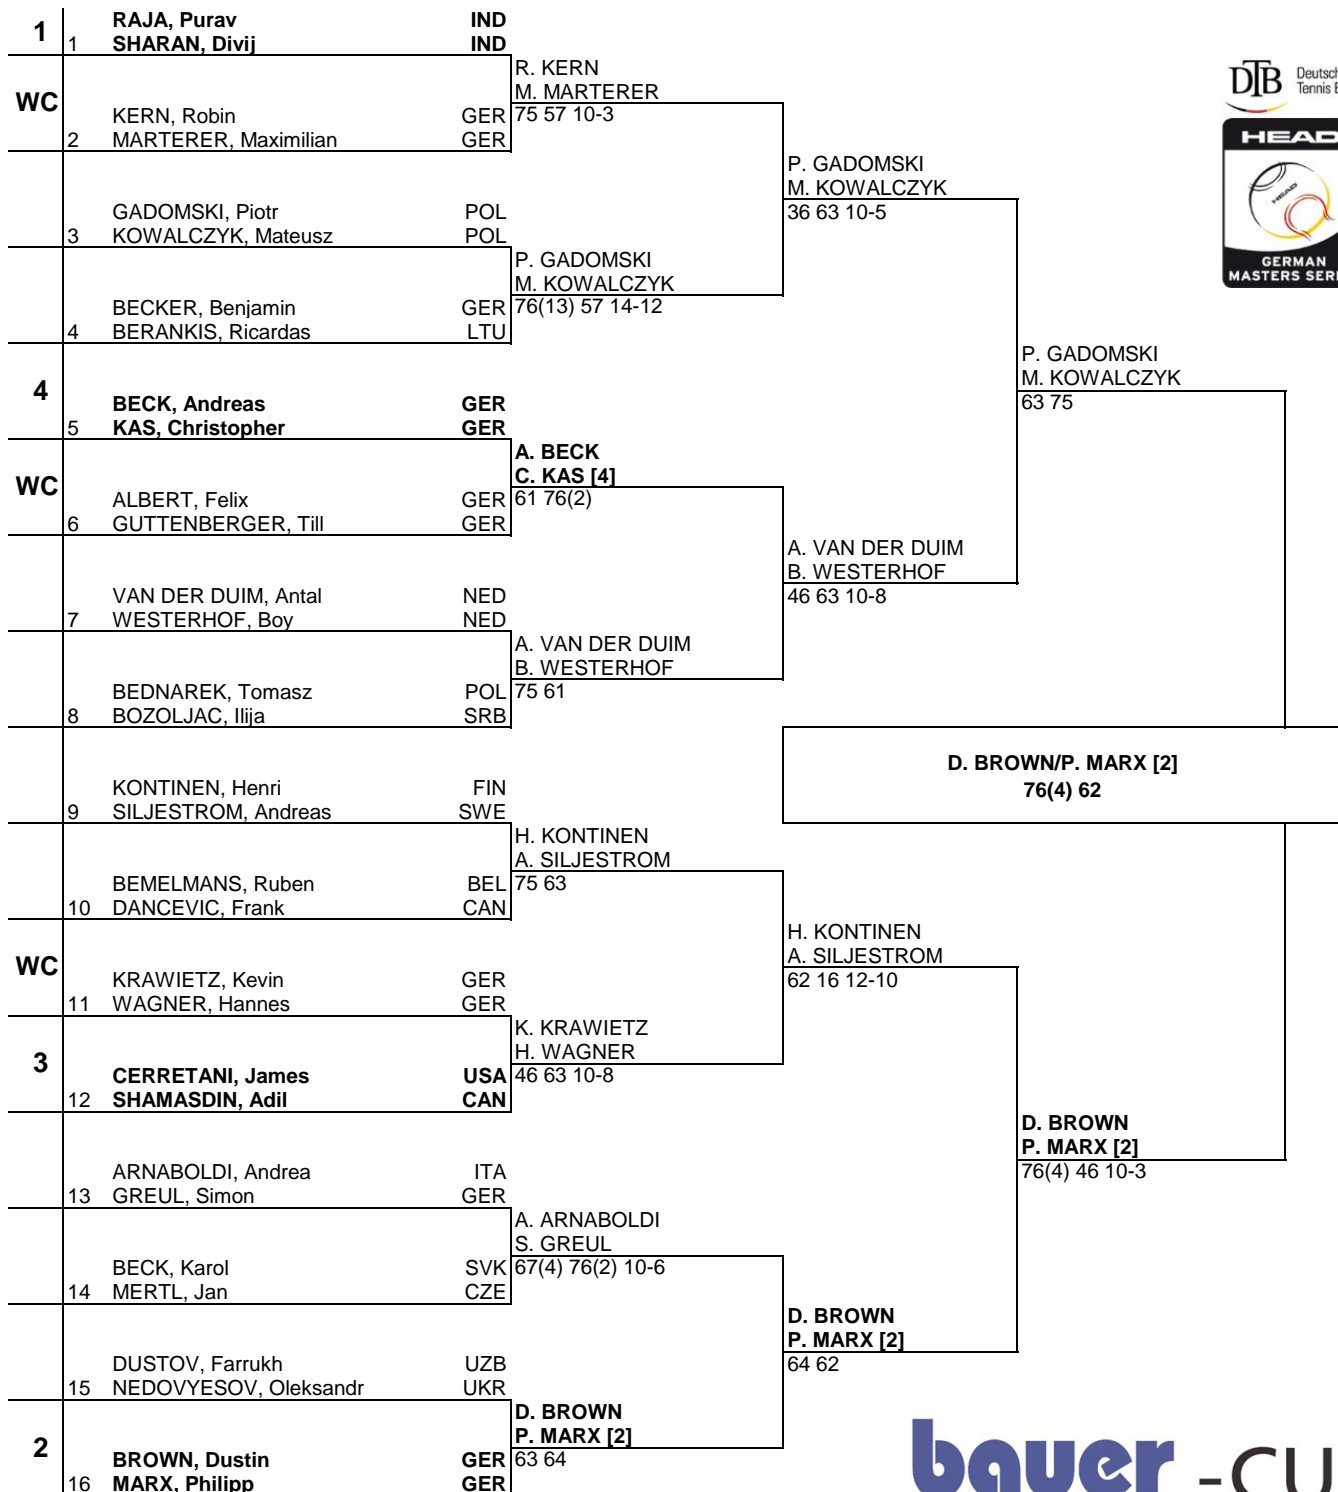 1 RAJA, Purav IND
1 SHARAN, Divij IND
WC KERN, Robin GER
2 MARTERER, Maximilian GER
GADOMSKI, Piotr POL
3 KOWALCZYK, Mateusz POL
BECKER, Benjamin GER
4 BERANKIS, Ricardas LTU
4 BECK, Andreas GER
5 KAS, Christopher GER
WC ALBERT, Felix GER
6 GUTTENBERGER, Till GER
VAN DER DUIM, Antal NED
7 WESTERHOF, Boy NED
BEDNAREK, Tomasz POL
8 BOZOLJAC, Ilija SRB
KONTINEN, Henri FIN
9 SILJESTROM, Andreas SWE
BEMELMANS, Ruben BEL
10 DANCEVIC, Frank CAN
WC KRAWIETZ, Kevin GER
11 WAGNER, Hannes GER
3 CERRETANI, James USA
12 SHAMASDIN, Adil CAN
ARNABOLDI, Andrea ITA
13 GREUL, Simon GER
BECK, Karol SVK
14 MERTL, Jan CZE
DUSTOV, Farrukh UZB
15 NEDOVYESOV, Oleksandr UKR
2 BROWN, Dustin GER
16 MARX, Philipp GER
R. KERN
M. MARTERER
75 57 10-3
P. GADOMSKI
M. KOWALCZYK
76(13) 57 14-12
A. BECK
C. KAS [4]
61 76(2)
A. VAN DER DUIM
B. WESTERHOF
75 61
H. KONTINEN
A. SILJESTROM
75 63
K. KRAWIETZ
H. WAGNER
46 63 10-8
A. ARNABOLDI
S. GREUL
67(4) 76(2) 10-6
D. BROWN
P. MARX [2]
63 64
P. GADOMSKI
M. KOWALCZYK
36 63 10-5
A. VAN DER DUIM
B. WESTERHOF
46 63 10-8
H. KONTINEN
A. SILJESTROM
62 16 12-10
D. BROWN
P. MARX [2]
64 62
P. GADOMSKI
M. KOWALCZYK
63 75
D. BROWN
P. MARX [2]
76(4) 46 10-3
D. BROWN/P. MARX [2]
76(4) 62
DTB Deutsch
Tennis B
HEAD
HEAD
GERMAN
MASTERS SERI
bauer -CU